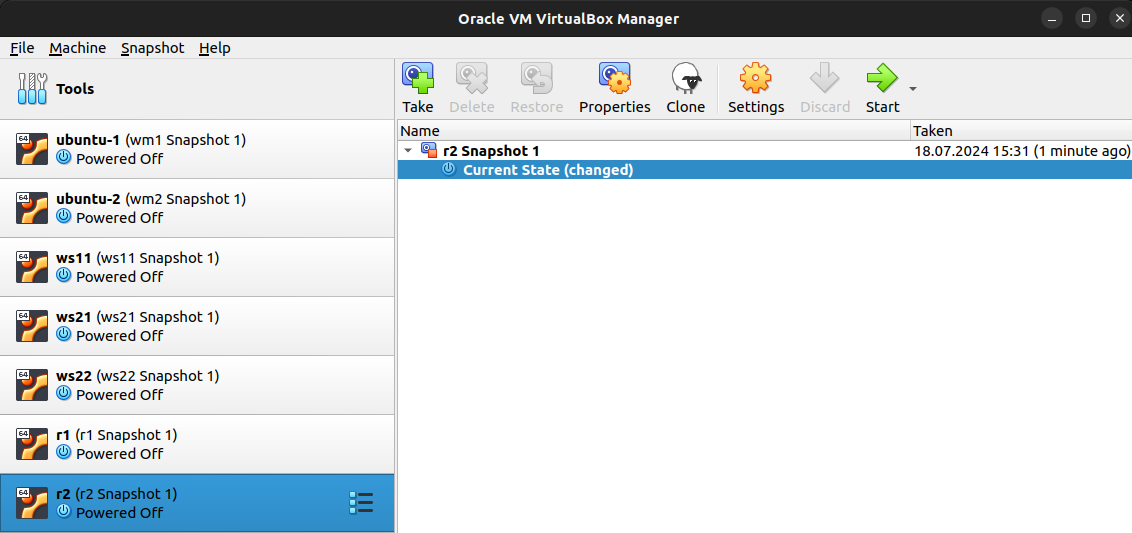 Oracle VM VirtualBox Manager
File Machine Snapshot Help
Tools
Take Delete Restore Properties Clone Settings Discard Start
Name Taken
r2 Snapshot 1 18.07.2024 15:31 (1 minute ago)
Current State (changed)
64
ubuntu-1 (wm1 Snapshot 1)
Powered Off
64
ubuntu-2 (wm2 Snapshot 1)
Powered Off
64
ws11 (ws11 Snapshot 1)
Powered Off
64
ws21 (ws21 Snapshot 1)
Powered Off
64
ws22 (ws22 Snapshot 1)
Powered Off
64
r1 (r1 Snapshot 1)
Powered Off
64
r2 (r2 Snapshot 1)
Powered Off